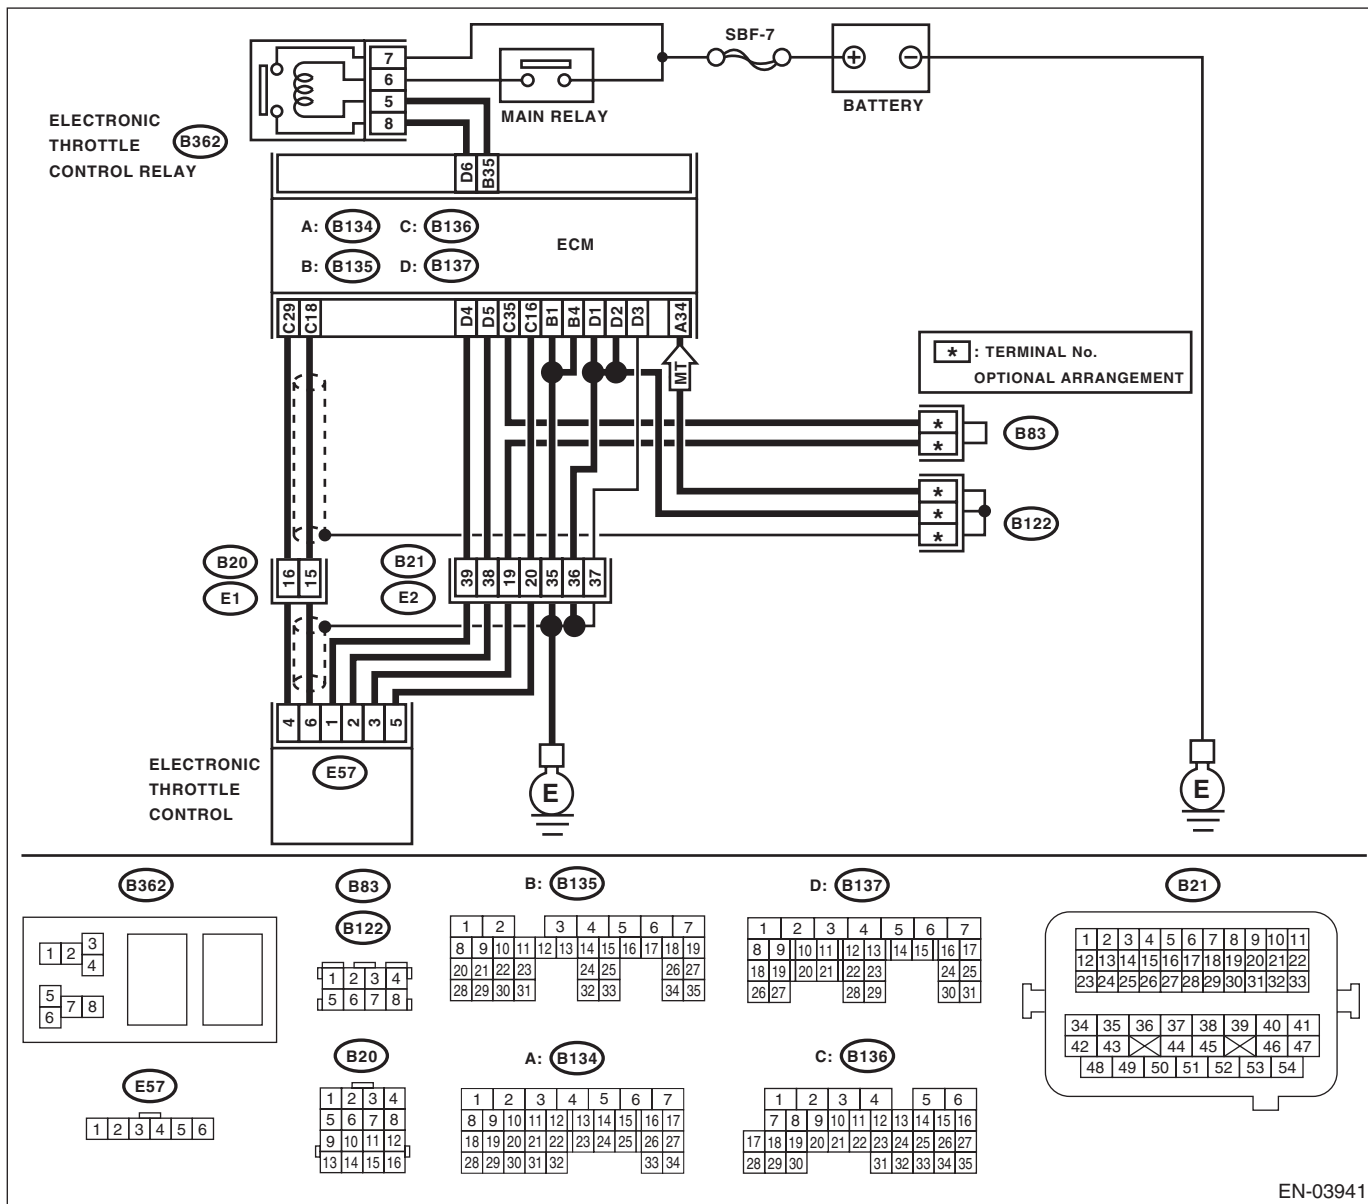 SBF-7
7
6
5
8
MAIN RELAY
BATTERY
ELECTRONIC
THROTTLE
CONTROL RELAY
B362
D6
B35
A: B134 C: B136
B: B135 D: B137
ECM
C29 C18 D4 D5 C35 C16 B1 B4 D1 D2 D3 A34
MT
* : TERMINAL No.
OPTIONAL ARRANGEMENT
*
*
B83
*
*
*
B122
B20
E1
16 15
B21
E2
39 38 19 20 35 36 37
4 6 1 2 3 5
E57
ELECTRONIC
THROTTLE
CONTROL
E
E
B362
1 2 3
4
5
6 7 8
E57
1 2 3 4 5 6
B83
B122
1 2 3 4
5 6 7 8
B20
1 2 3 4
5 6 7 8
9 10 11 12
13 14 15 16
B: B135
1 2 3 4 5 6 7
8 9 10 11 12 13 14 15 16 17 18 19
20 21 22 23 24 25 26 27
28 29 30 31 32 33 34 35
A: B134
1 2 3 4 5 6 7
8 9 10 11 12 13 14 15 16 17
18 19 20 21 22 23 24 25 26 27
28 29 30 31 32 33 34
D: B137
1 2 3 4 5 6 7
8 9 10 11 12 13 14 15 16 17
18 19 20 21 22 23 24 25
26 27 28 29 30 31
C: B136
1 2 3 4 5 6
7 8 9 10 11 12 13 14 15 16
17 18 19 20 21 22 23 24 25 26 27
28 29 30 31 32 33 34 35
B21
1 2 3 4 5 6 7 8 9 10 11
12 13 14 15 16 17 18 19 20 21 22
23 24 25 26 27 28 29 30 31 32 33
34 35 36 37 38 39 40 41
42 43 44 45 46 47
48 49 50 51 52 53 54
EN-03941